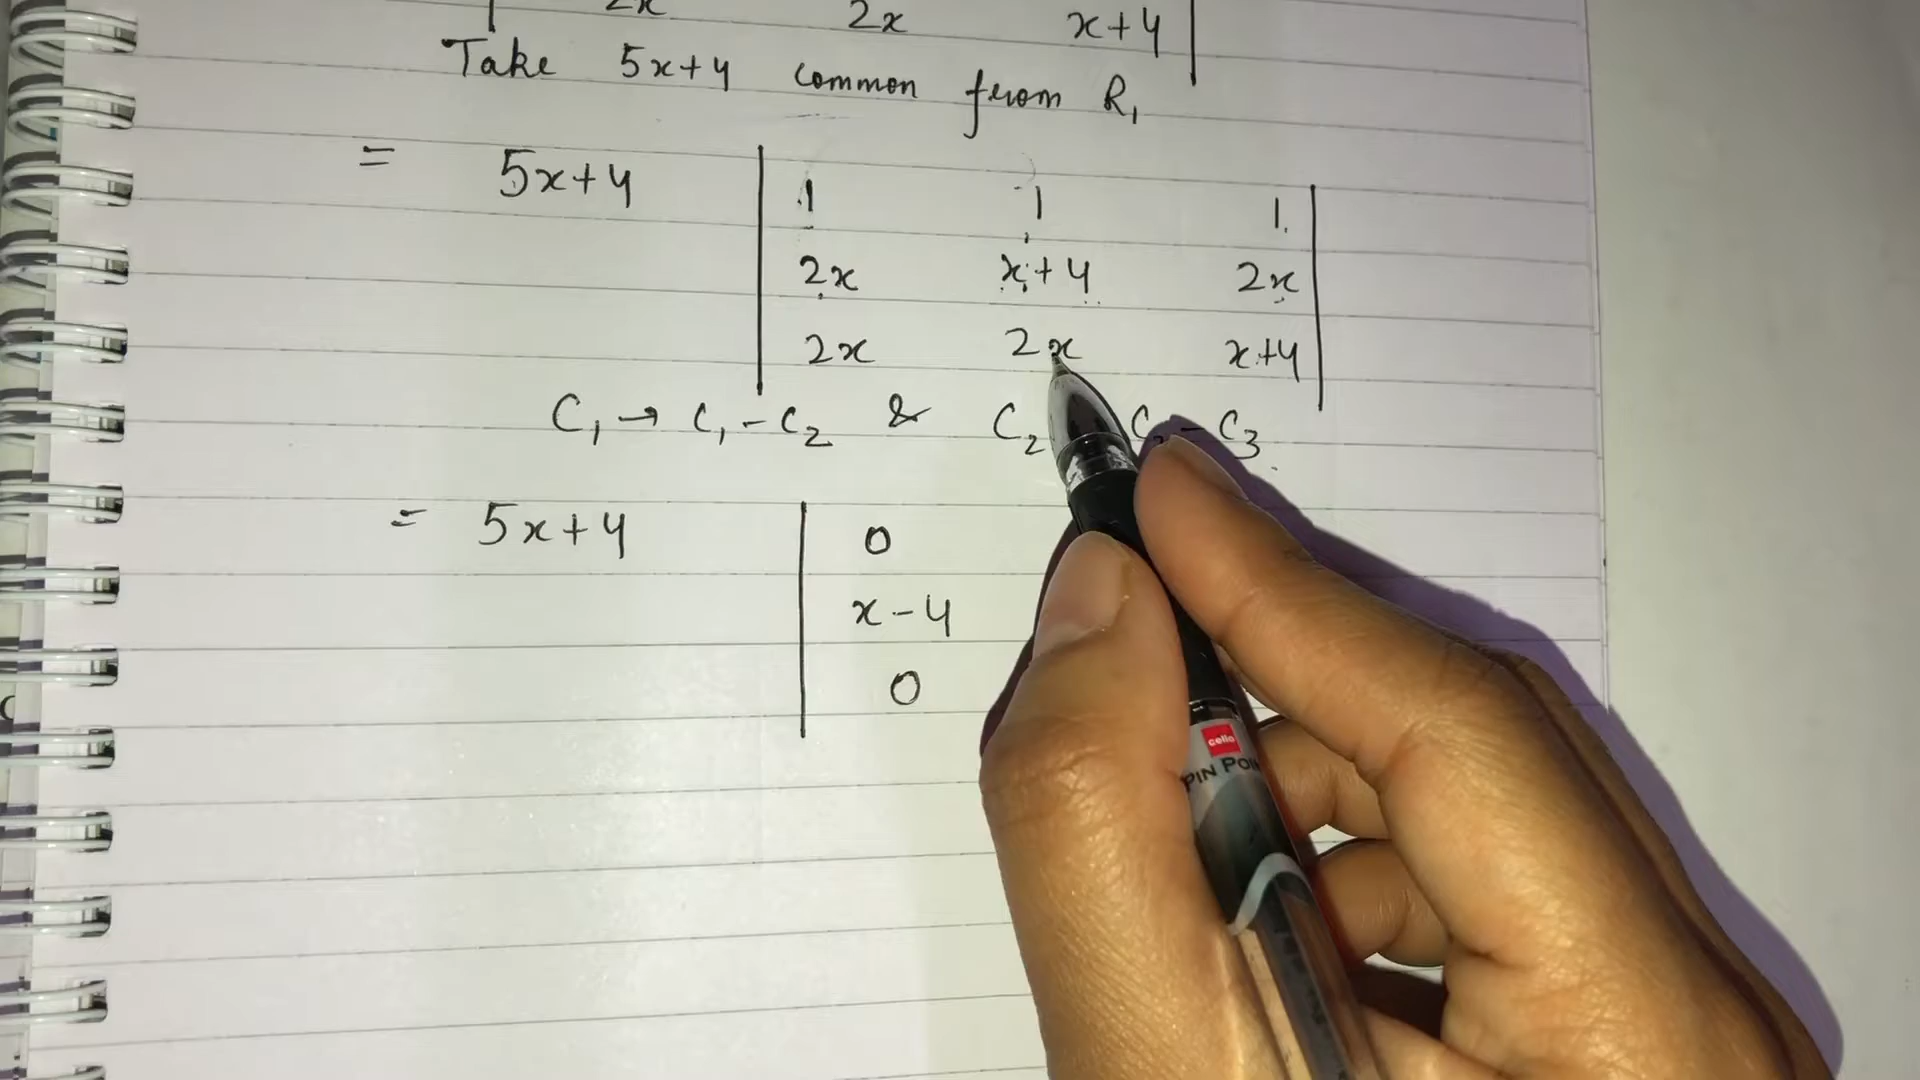 2x 2x x+4
Take 5x+4 common from R₁
= 5x+4 | 1 1 1 |
2x x+4 2x
2x 2x x+4
C₁ → C₁ - C₂ & C₂ C₂ - C₃
= 5x+4 | 0
x-4
0
cello
PIN POIN